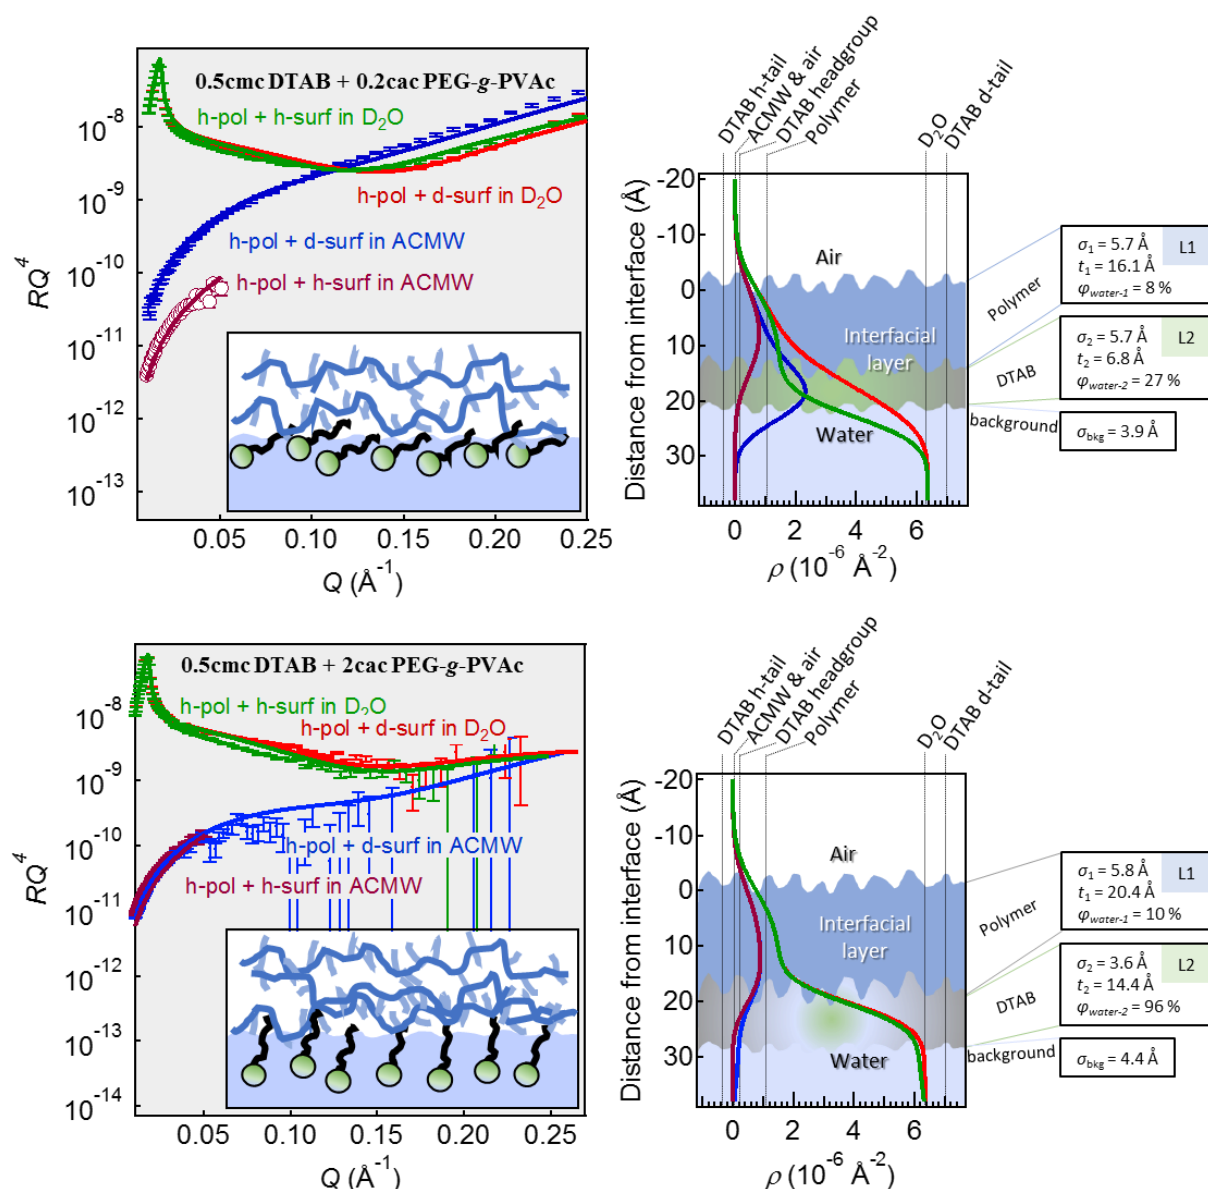 0.5cmc DTAB + 0.2cac PEG-g-PVAc
h-pol + h-surf in D₂O
h-pol + d-surf in D₂O
h-pol + d-surf in ACMW
h-pol + h-surf in ACMW
RQ⁴
10⁻⁸
10⁻⁹
10⁻¹⁰
10⁻¹¹
10⁻¹²
10⁻¹³
0.05
0.10
0.15
0.20
0.25
Q (Å⁻¹)
DTAB h-tail
ACMW & air
DTAB headgroup
Polymer
D₂O
DTAB d-tail
Distance from interface (Å)
-20
-10
0
10
20
30
Air
Interfacial
layer
Water
0
2
4
6
ρ (10⁻⁶ Å⁻²)
Polymer
DTAB
background
σ₁ = 5.7 Å
L1
t₁ = 16.1 Å
φwater-1 = 8 %
σ₂ = 5.7 Å
L2
t₂ = 6.8 Å
φwater-2 = 27 %
σbkg = 3.9 Å
0.5cmc DTAB + 2cac PEG-g-PVAc
h-pol + h-surf in D₂O
h-pol + d-surf in D₂O
h-pol + d-surf in ACMW
h-pol + h-surf in ACMW
RQ⁴
10⁻⁸
10⁻⁹
10⁻¹⁰
10⁻¹¹
10⁻¹²
10⁻¹³
10⁻¹⁴
0.05
0.10
0.15
0.20
0.25
Q (Å⁻¹)
DTAB h-tail
ACMW & air
DTAB headgroup
Polymer
D₂O
DTAB d-tail
Distance from interface (Å)
-20
-10
0
10
20
30
Air
Interfacial
layer
Water
0
2
4
6
ρ (10⁻⁶ Å⁻²)
Polymer
DTAB
background
σ₁ = 5.8 Å
L1
t₁ = 20.4 Å
φwater-1 = 10 %
σ₂ = 3.6 Å
L2
t₂ = 14.4 Å
φwater-2 = 96 %
σbkg = 4.4 Å